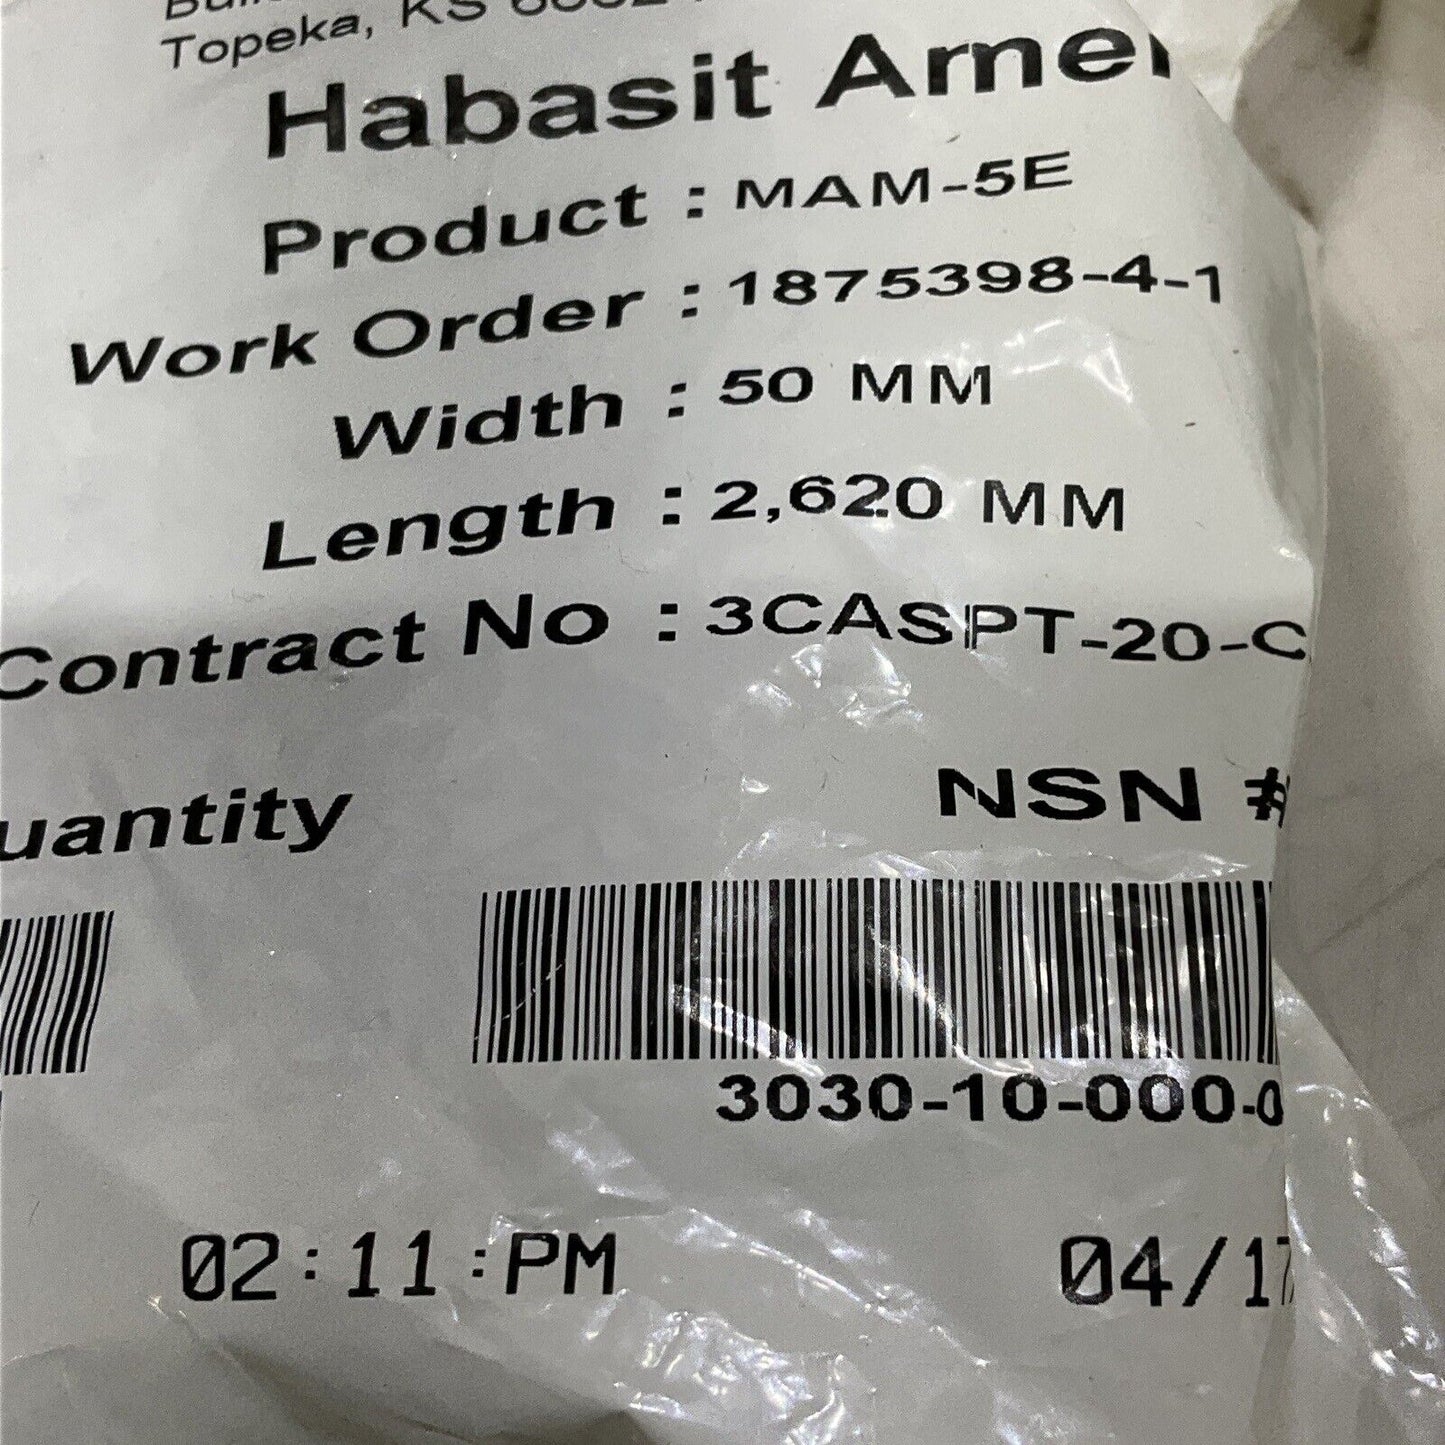 Topeka, KS
Habasit Amer
Product : MAM-5E
Work Order : 1875398-4-1
Width : 50 MM
Length : 2,620 MM
Contract No : 3CASPT-20-C
uantity NSN #
3030-10-000-0
02:11:PM 04/17